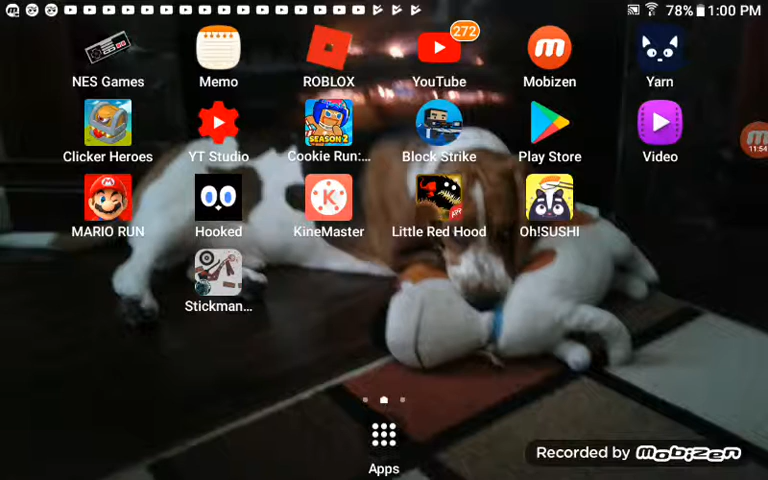 78% 1:00 PM
272
NES Games Memo ROBLOX YouTube Mobizen Yarn
11:54
SEASON 2
Clicker Heroes YT Studio Cookie Run:... Block Strike Play Store Video
MARIO RUN Hooked KineMaster Little Red Hood Oh!SUSHI
Stickman...
Apps
Recorded by Mobizen